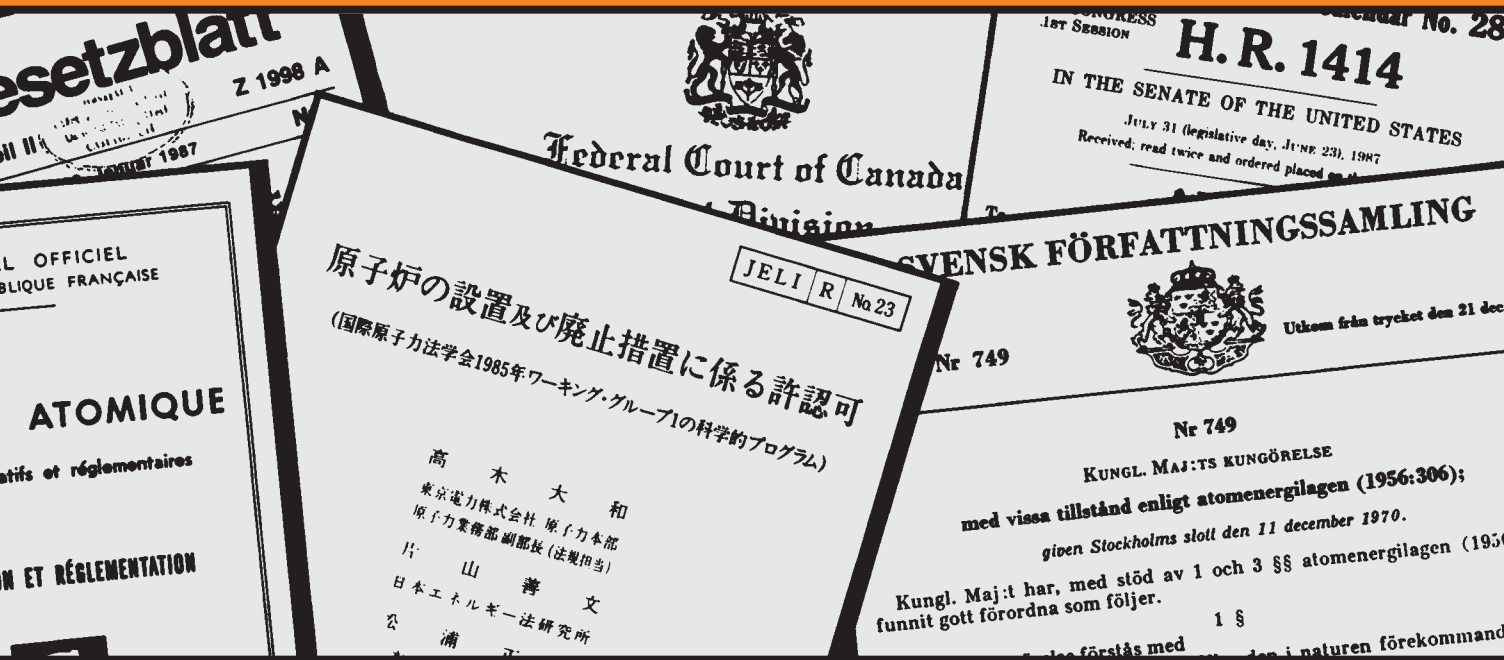 Z 1998 A
1987
L OFFICIEL
FRANÇAISE
ATOMIQUE
et réglementaires
ET RÉGLEMENTATION
Federal Court of Canada
Division
1ST SESSION
No. 28
H. R. 1414
IN THE SENATE OF THE UNITED STATES
JULY 31 (legislative day, JUNE 23), 1987
Received; read twice and ordered placed on
JELI R No. 23
原子炉の設置及び廃止措置に係る許認可
(国際原子力法学会1985年ワーキング・グループ1の科学的プログラム)
高木大和
東京電力株式会社 原子力本部
原子力業務部 副部長 (法規担当)
片山善文
日本エネルギー法研究所
松浦
SVENSK FÖRFATTNINGSSAMLING
Nr 749
Utkom från trycket den 21 dec
Nr 749
KUNGL. MAJ:TS KUNGÖRELSE
med vissa tillstånd enligt atomenergilagen (1956:306);
given Stockholms slott den 11 december 1970.
Kungl. Maj:t har, med stöd av 1 och 3 §§ atomenergilagen (1956
funnit gott förordna som följer.
1 §
förstås med
i naturen förekommand